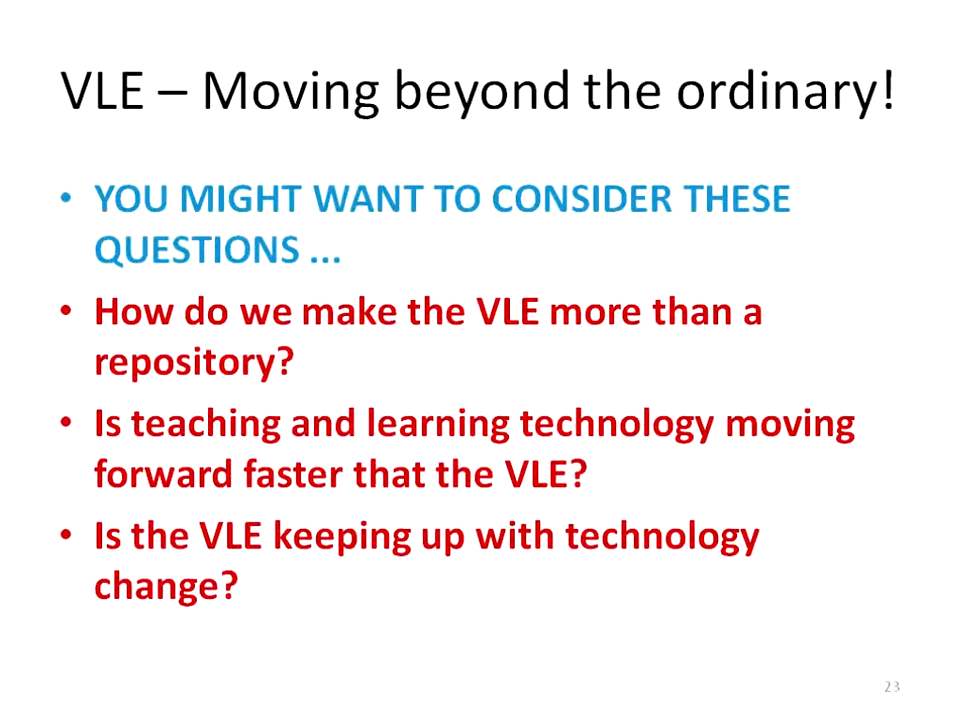 VLE – Moving beyond the ordinary!
• YOU MIGHT WANT TO CONSIDER THESE
QUESTIONS ...
• How do we make the VLE more than a
repository?
• Is teaching and learning technology moving
forward faster that the VLE?
• Is the VLE keeping up with technology
change?
23